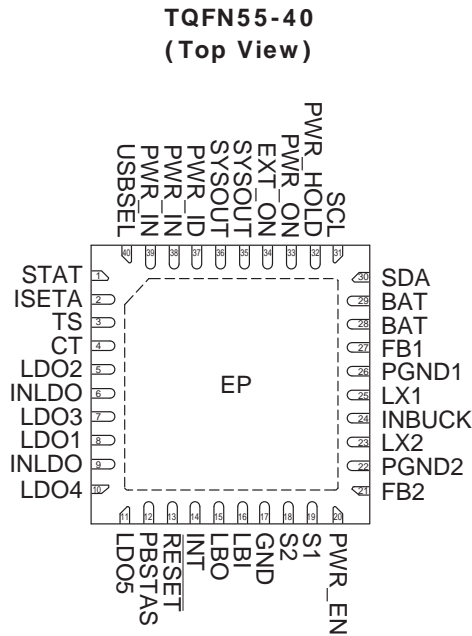 TQFN55-40
(Top View)
USBSEL
PWR_IN
PWR_IN
PWR_ID
SYSOUT
SYSOUT
EXT_ON
PWR_ON
PWR_HOLD
SCL
40
39
38
37
36
35
34
33
32
31
STAT 1
ISETA 2
TS 3
CT 4
LDO2 5
INLDO 6
LDO3 7
LDO1 8
INLDO 9
LDO4 10
EP
30 SDA
29 BAT
28 BAT
27 FB1
26 PGND1
25 LX1
24 INBUCK
23 LX2
22 PGND2
21 FB2
11
12
13
14
15
16
17
18
19
20
LDO5
PBSTAS
RESET
INT
LBO
LBI
GND
S2
S1
PWR_EN